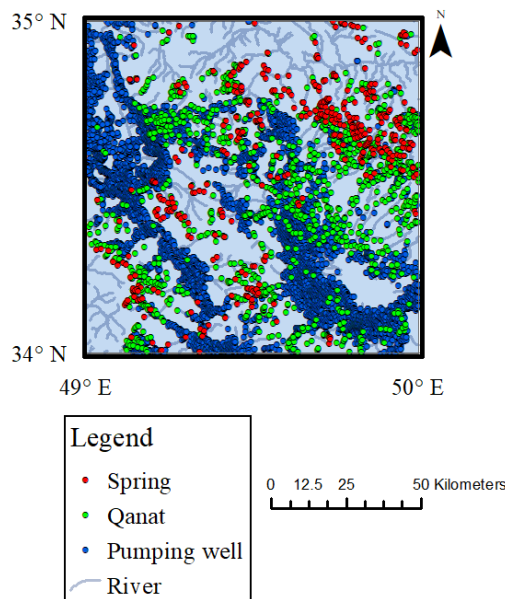 35° N
N
34° N
49° E
50° E
Legend
Spring
Qanat
Pumping well
River
0 12.5 25 50 Kilometers